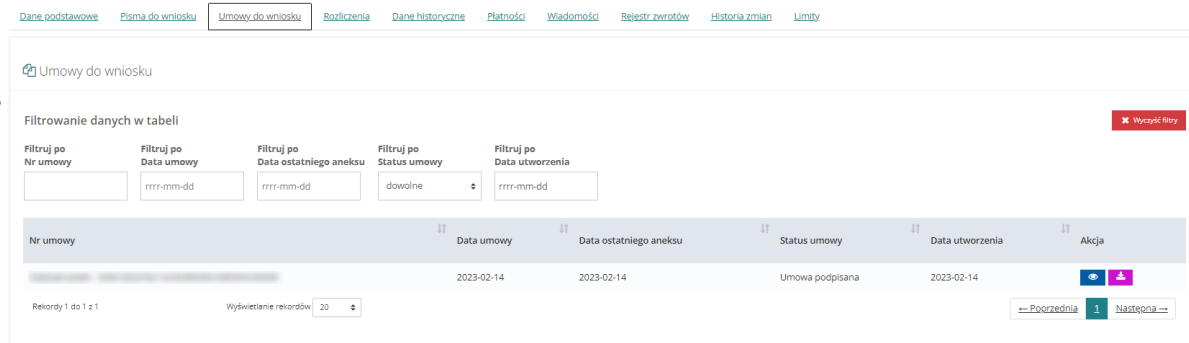 Dane podstawowe Pisma do wniosku Umowy do wniosku Rozliczenia Dane historyczne Płatności Wiadomości Rejestr zwrotów Historia zmian Limity
Umowy do wniosku
Filtrowanie danych w tabeli
Wyczyść filtry
Filtruj po Filtruj po Filtruj po Filtruj po Filtruj po
Nr umowy Data umowy Data ostatniego aneksu Status umowy Data utworzenia
rrrr-mm-dd rrrr-mm-dd dowolne rrrr-mm-dd
Nr umowy Data umowy Data ostatniego aneksu Status umowy Data utworzenia Akcja
2023-02-14 2023-02-14 Umowa podpisana 2023-02-14
Rekordy 1 do 1 z 1 Wyświetlanie rekordów 20 ← Poprzednia 1 Następna →